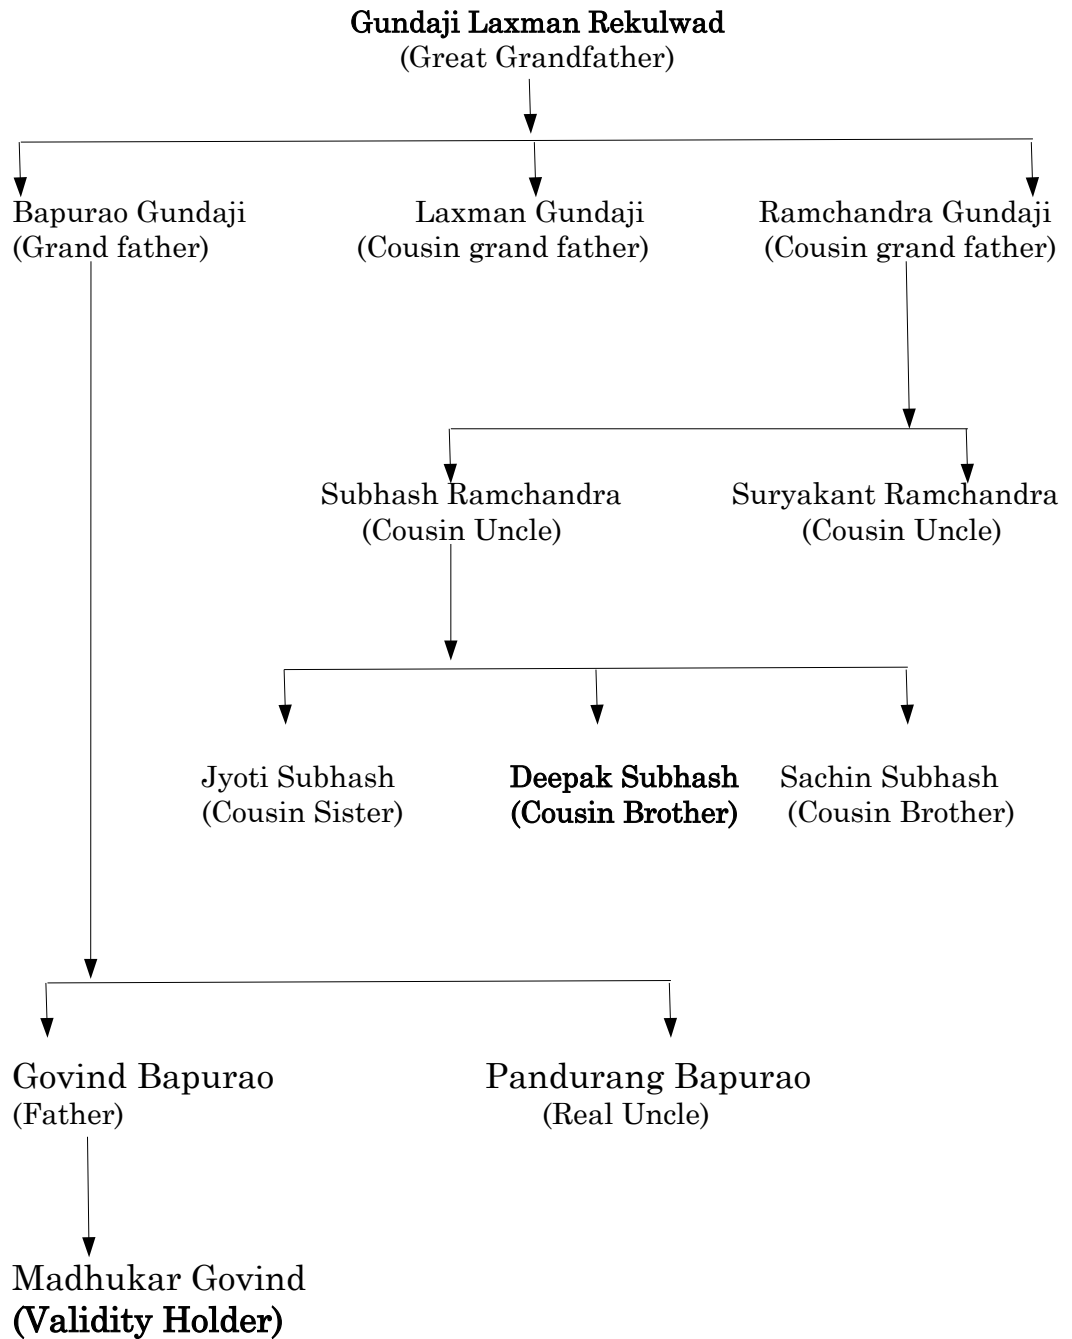 Gundaji Laxman Rekulwad
(Great Grandfather)
Bapurao Gundaji
(Grand father)
Laxman Gundaji
(Cousin grand father)
Ramchandra Gundaji
(Cousin grand father)
Subhash Ramchandra
(Cousin Uncle)
Suryakant Ramchandra
(Cousin Uncle)
Jyoti Subhash
(Cousin Sister)
Deepak Subhash
(Cousin Brother)
Sachin Subhash
(Cousin Brother)
Govind Bapurao
(Father)
Pandurang Bapurao
(Real Uncle)
Madhukar Govind
(Validity Holder)